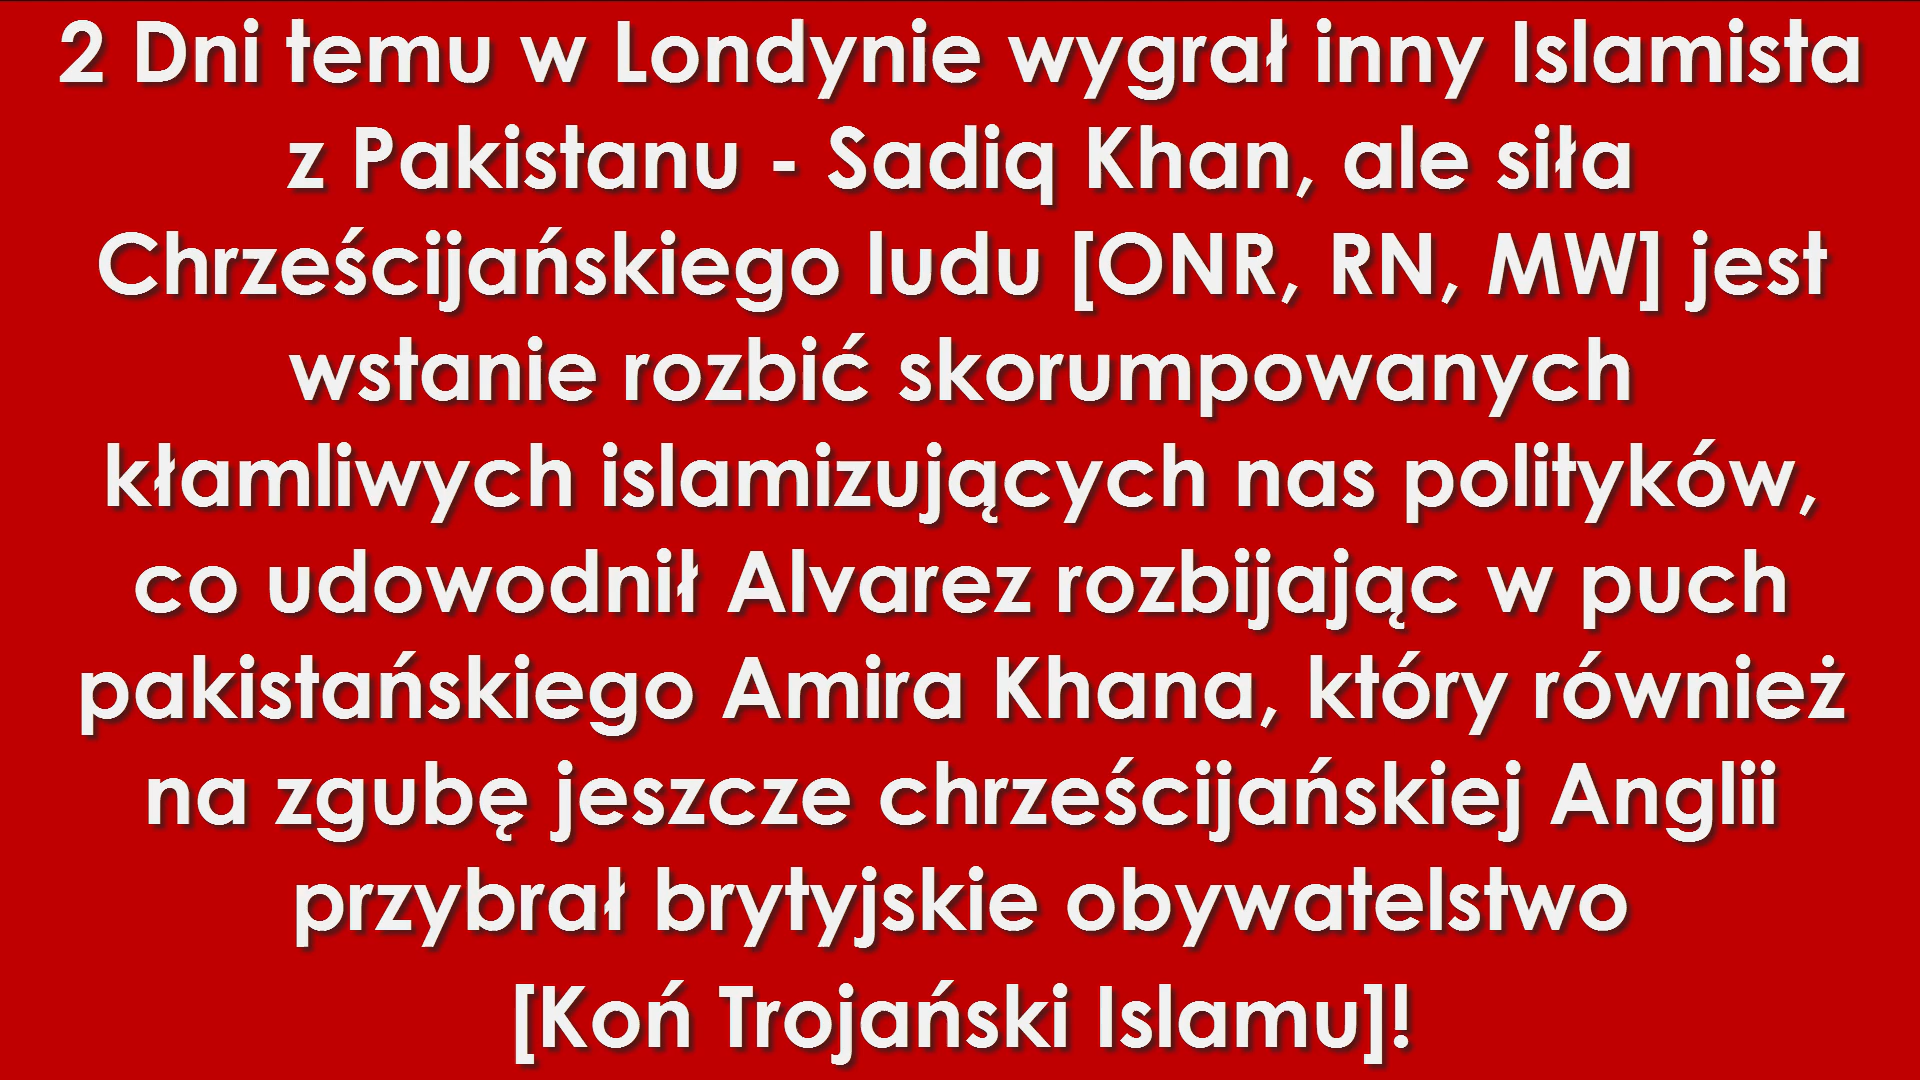 2 Dni temu w Londynie wygrał inny Islamista
z Pakistanu - Sadiq Khan, ale siła
Chrześcijańskiego ludu [ONR, RN, MW] jest
wstanie rozbić skorumpowanych
kłamliwych islamizujących nas polityków,
co udowodnił Alvarez rozbijając w puch
pakistańskiego Amira Khana, który również
na zgubę jeszcze chrześcijańskiej Anglii
przybrał brytyjskie obywatelstwo
[Koń Trojański Islamu]!